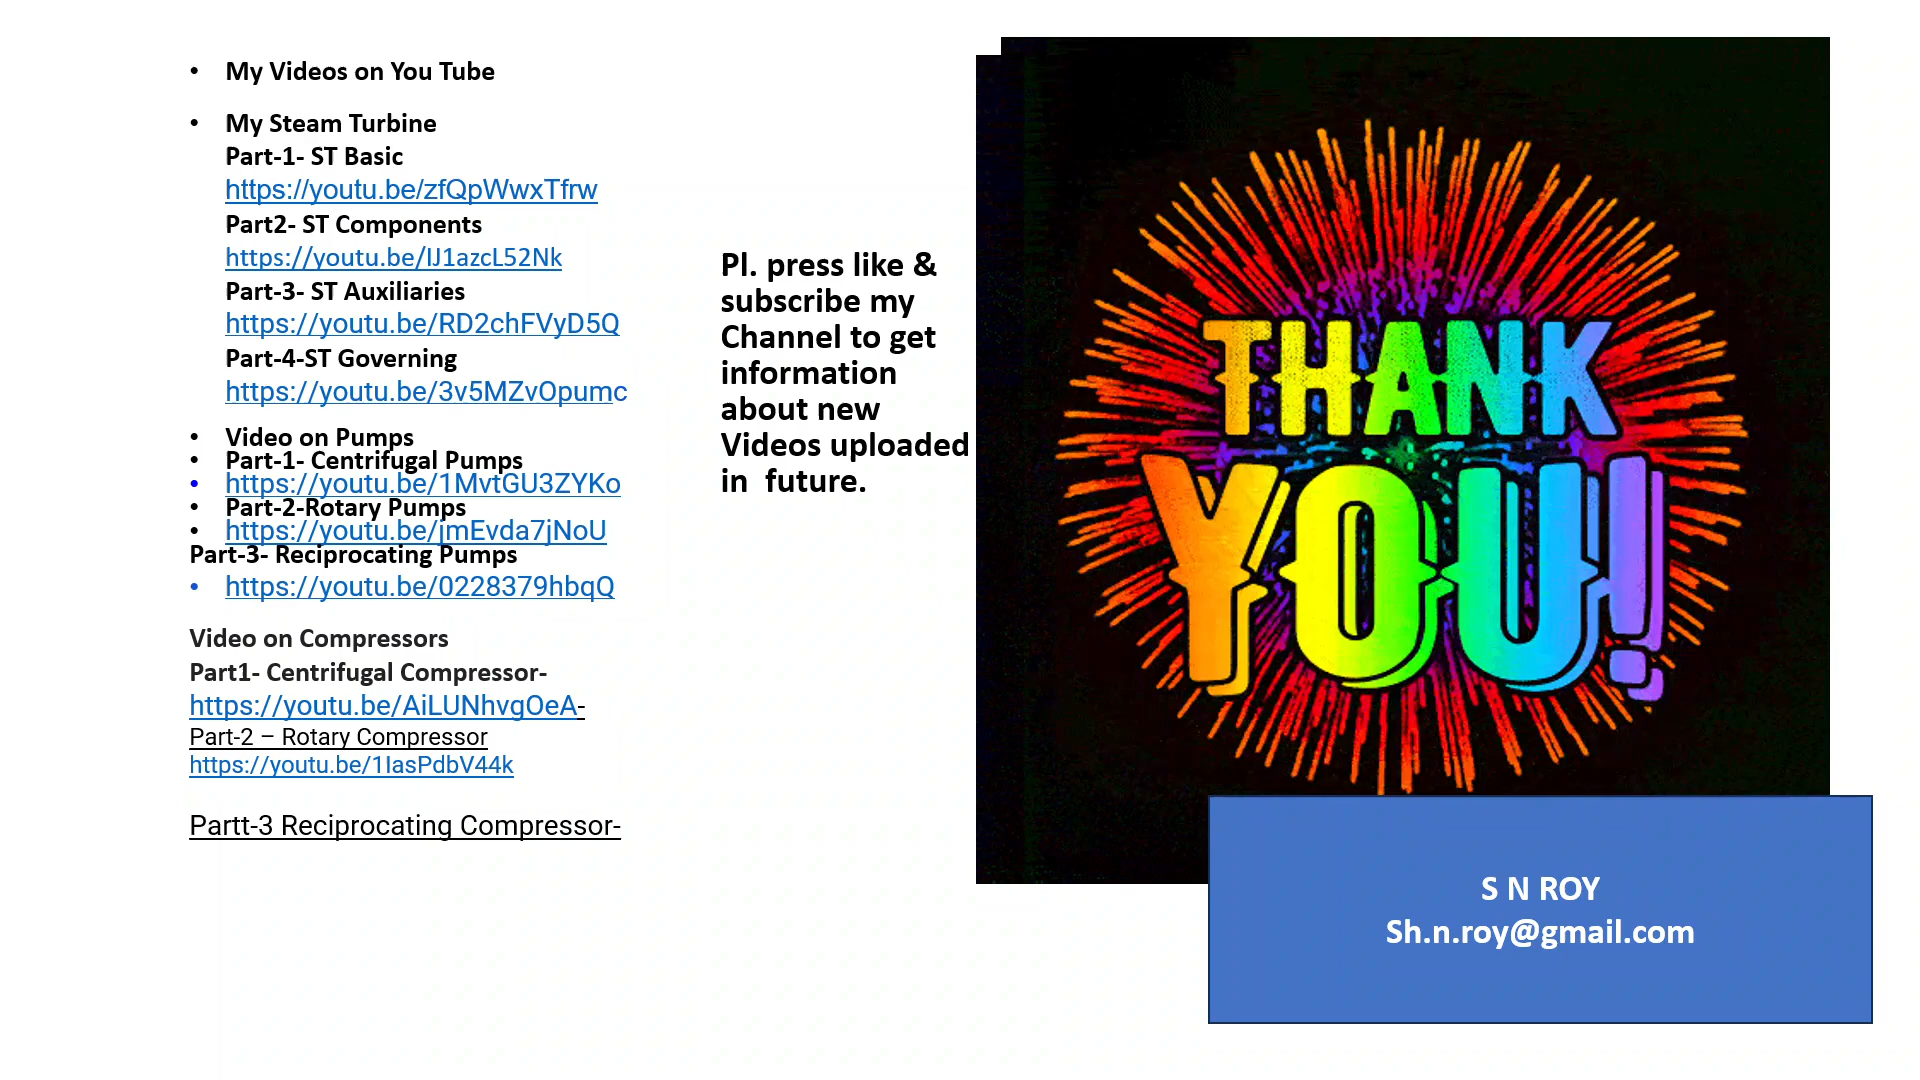 • My Videos on You Tube
• My Steam Turbine
Part-1- ST Basic
https://youtu.be/zfQpWwxTfrw
Part2- ST Components
https://youtu.be/IJ1azcL52Nk
Part-3- ST Auxiliaries
https://youtu.be/RD2chFVyD5Q
Part-4-ST Governing
https://youtu.be/3v5MZvOpumc
• Video on Pumps
• Part-1- Centrifugal Pumps
• https://youtu.be/1MvtGU3ZYKo
• Part-2-Rotary Pumps
• https://youtu.be/jmEvda7jNoU
Part-3- Reciprocating Pumps
• https://youtu.be/0228379hbqQ
Video on Compressors
Part1- Centrifugal Compressor-
https://youtu.be/AiLUNhvgOeA-
Part-2 – Rotary Compressor
https://youtu.be/1IasPdbV44k
Partt-3 Reciprocating Compressor-
Pl. press like &
subscribe my
Channel to get
information
about new
Videos uploaded
in future.
THANK
YOU!
S N ROY
Sh.n.roy@gmail.com